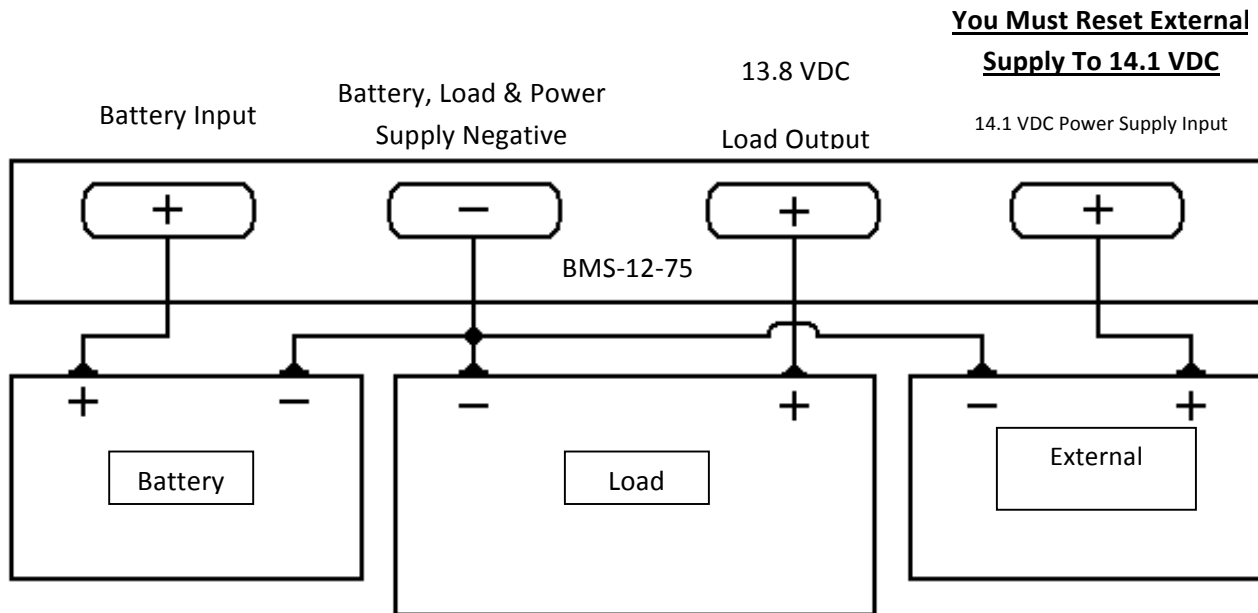 You Must Reset External
Supply To 14.1 VDC
13.8 VDC
Battery Input
Battery, Load & Power
Supply Negative
Load Output
14.1 VDC Power Supply Input
+
−
+
+
BMS-12-75
+
−
−
+
−
+
Battery
Load
External